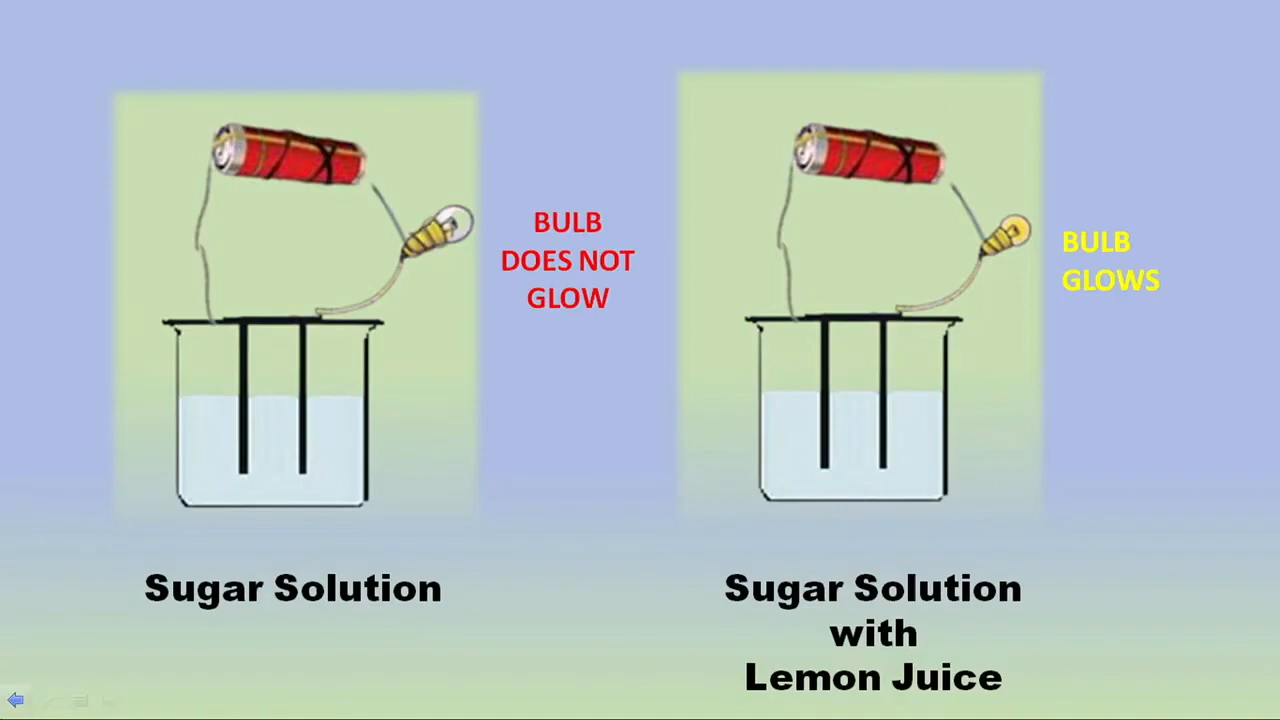 BULB
DOES NOT
GLOW
BULB
GLOWS
Sugar Solution
Sugar Solution
with
Lemon Juice